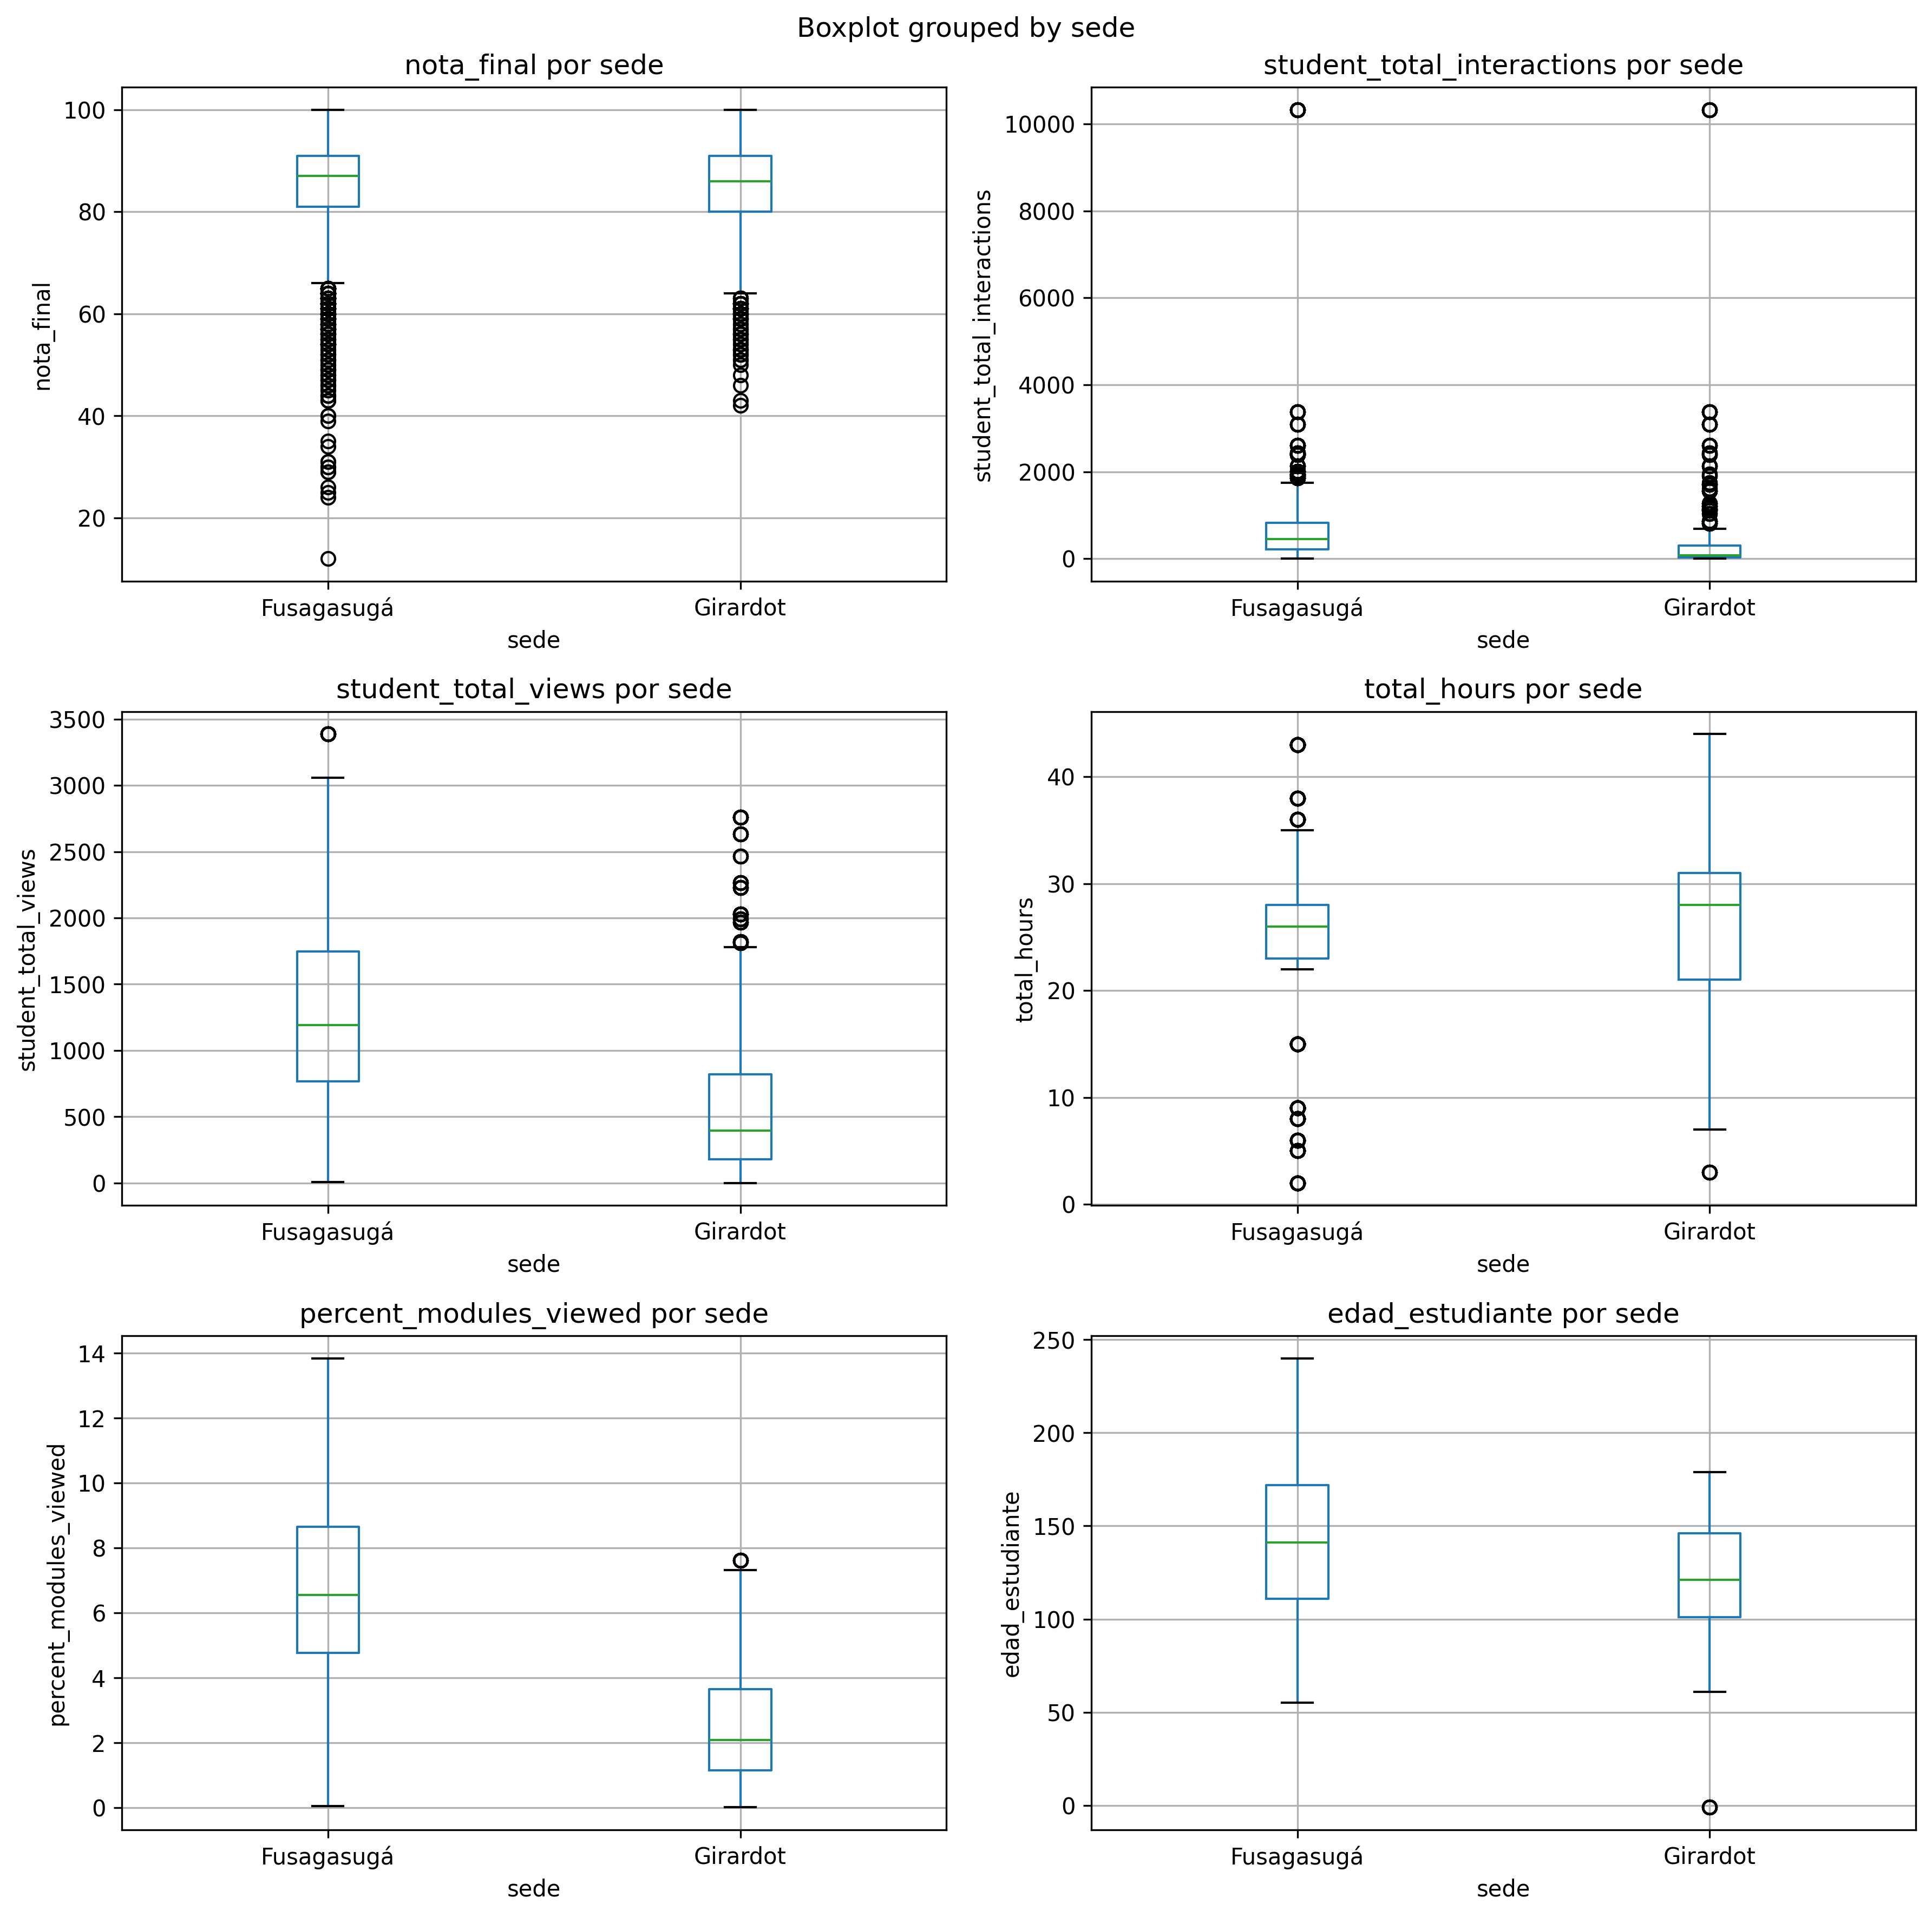 Boxplot grouped by sede
nota_final por sede
nota_final
100
80
60
40
20
Fusagasugá
Girardot
sede
student_total_interactions por sede
student_total_interactions
10000
8000
6000
4000
2000
0
Fusagasugá
Girardot
sede
student_total_views por sede
student_total_views
3500
3000
2500
2000
1500
1000
500
0
Fusagasugá
Girardot
sede
total_hours por sede
total_hours
40
30
20
10
0
Fusagasugá
Girardot
sede
percent_modules_viewed por sede
percent_modules_viewed
14
12
10
8
6
4
2
0
Fusagasugá
Girardot
sede
edad_estudiante por sede
edad_estudiante
250
200
150
100
50
0
Fusagasugá
Girardot
sede